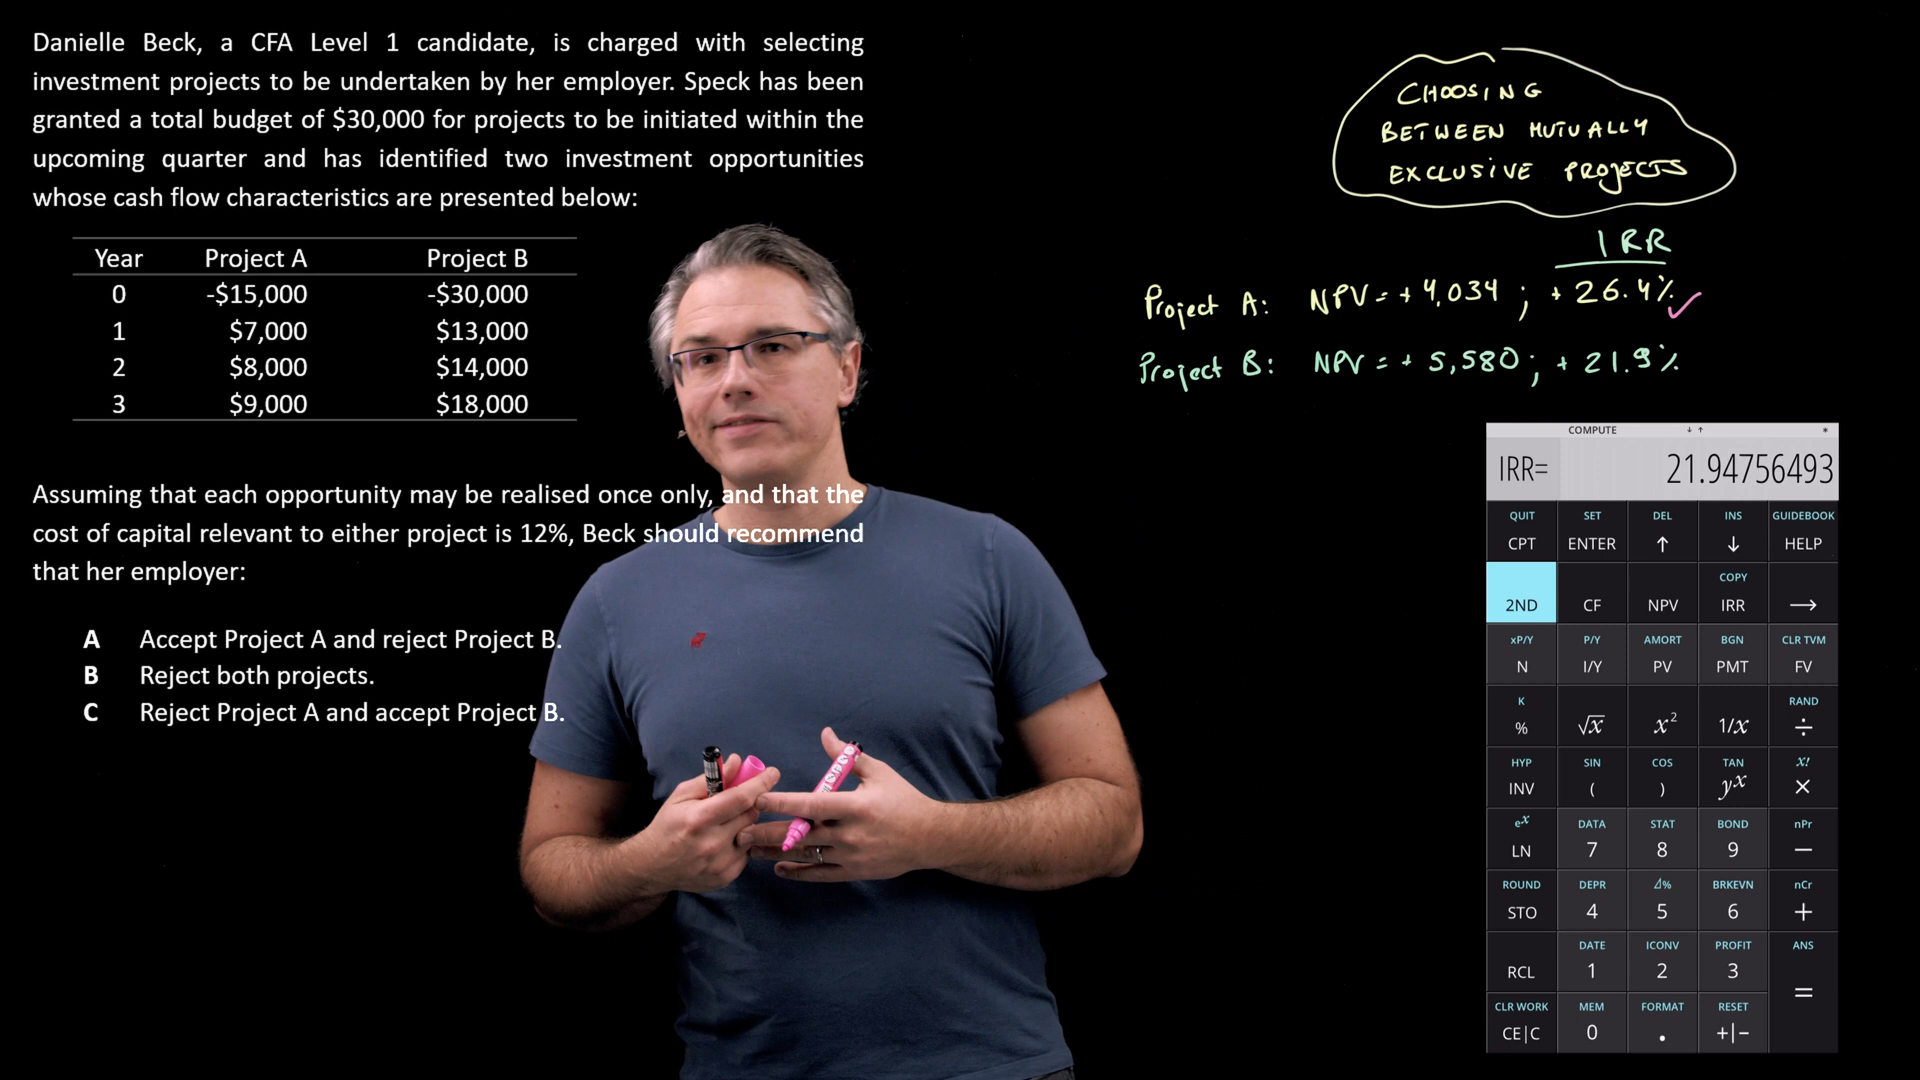 Danielle Beck, a CFA Level 1 candidate, is charged with selecting
investment projects to be undertaken by her employer. Speck has been
granted a total budget of $30,000 for projects to be initiated within the
upcoming quarter and has identified two investment opportunities
whose cash flow characteristics are presented below:
Year Project A Project B
0 -$15,000 -$30,000
1 $7,000 $13,000
2 $8,000 $14,000
3 $9,000 $18,000
Assuming that each opportunity may be realised once only, and that the
cost of capital relevant to either project is 12%, Beck should recommend
that her employer:
A Accept Project A and reject Project B.
B Reject both projects.
C Reject Project A and accept Project B.
CHOOSING
BETWEEN MUTUALLY
EXCLUSIVE PROJECTS
IRR
Project A: NPV = + 4,034 ; + 26.4%
Project B: NPV = + 5,580 ; + 21.9%
COMPUTE ↓ ↑ *
IRR= 21.94756493
QUIT SET DEL INS GUIDEBOOK
CPT ENTER ↑ ↓ HELP
COPY
2ND CF NPV IRR →
xP/Y P/Y AMORT BGN CLR TVM
N I/Y PV PMT FV
K RAND
% √x x² 1/x ÷
HYP SIN COS TAN x!
INV ( ) yˣ ×
eˣ DATA STAT BOND nPr
LN 7 8 9 −
ROUND DEPR Δ% BRKEVN nCr
STO 4 5 6 +
DATE ICONV PROFIT ANS
RCL 1 2 3 =
CLR WORK MEM FORMAT RESET
CE|C 0 . +|−